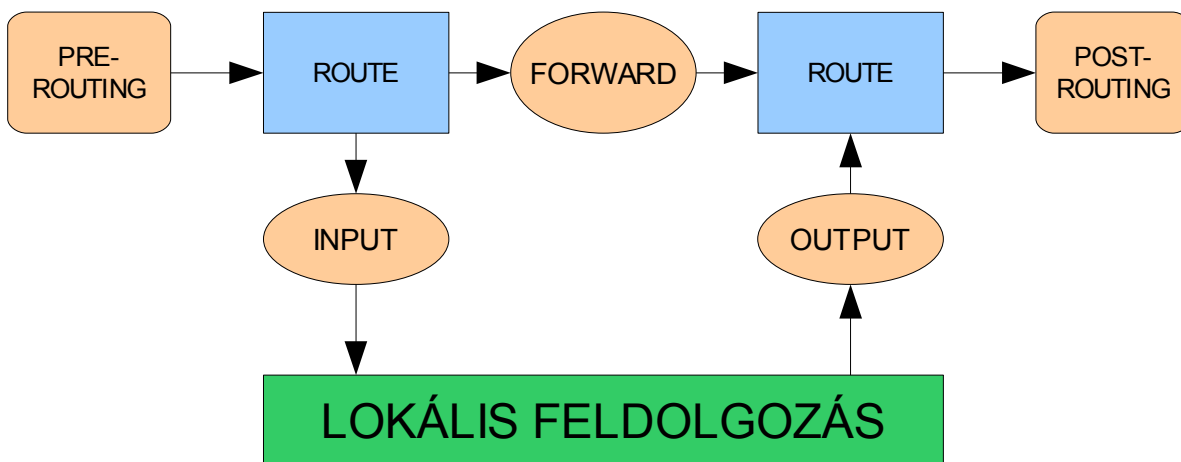 PRE-
ROUTING
ROUTE
FORWARD
ROUTE
POST-
ROUTING
INPUT
OUTPUT
LOKÁLIS FELDOLGOZÁS